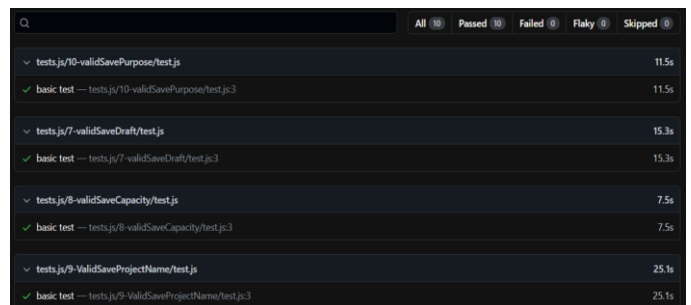 All 10 Passed 10 Failed 0 Flaky 0 Skipped 0
tests.js/10-validSavePurpose/test.js 11.5s
basic test — tests.js/10-validSavePurpose/test.js:3 11.5s
tests.js/7-validSaveDraft/test.js 15.3s
basic test — tests.js/7-validSaveDraft/test.js:3 15.3s
tests.js/8-validSaveCapacity/test.js 7.5s
basic test — tests.js/8-validSaveCapacity/test.js:3 7.5s
tests.js/9-ValidSaveProjectName/test.js 25.1s
basic test — tests.js/9-ValidSaveProjectName/test.js:3 25.1s